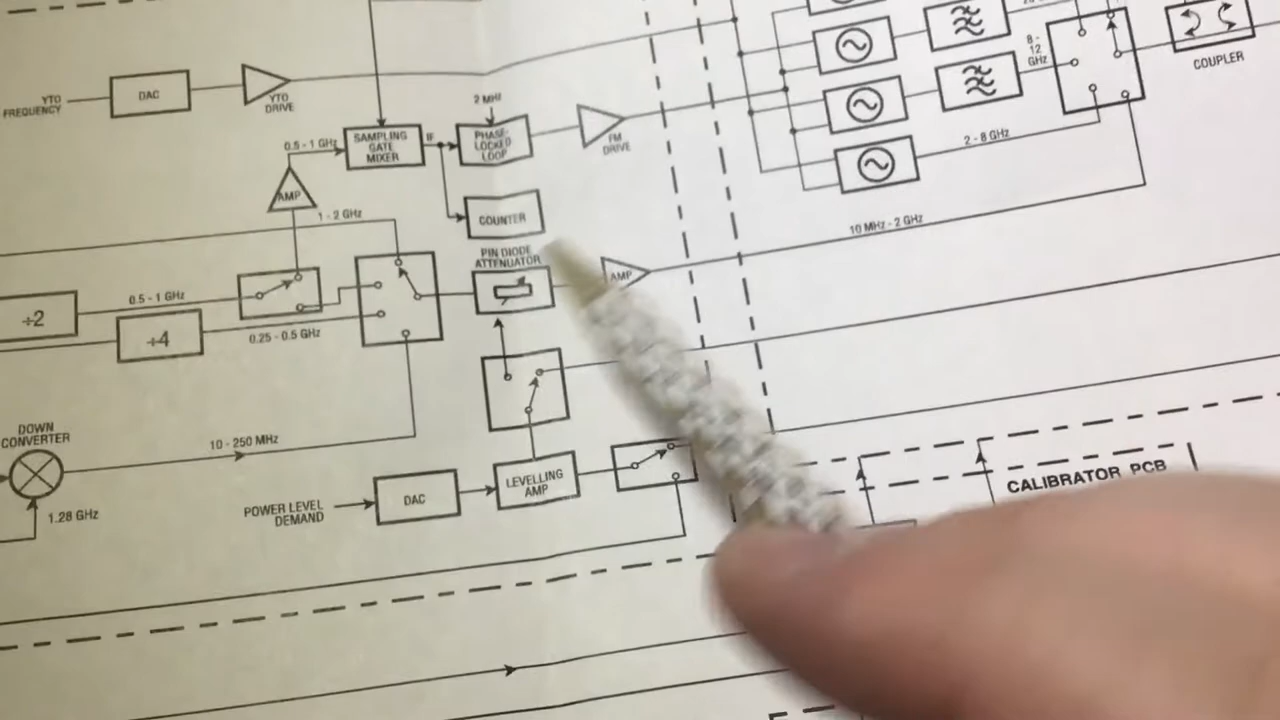 8 -
12
GHz
COUPLER
YTO
FREQUENCY
DAC
YTO
DRIVE
2 MHz
0.5 - 1 GHz
SAMPLING
GATE
MIXER
IF
PHASE-
LOCKED
LOOP
FM
DRIVE
2 - 8 GHz
AMP
1 - 2 GHz
COUNTER
10 MHz - 2 GHz
PIN DIODE
ATTENUATOR
AMP
÷2
0.5 - 1 GHz
÷4
0.25 - 0.5 GHz
DOWN
CONVERTER
10 - 250 MHz
1.28 GHz
POWER LEVEL
DEMAND
DAC
LEVELLING
AMP
CALIBRATOR PCB